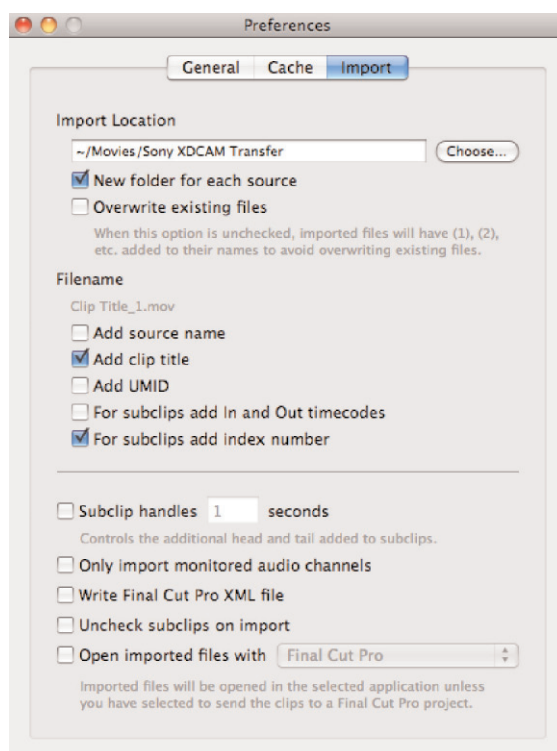 Preferences
General Cache Import
Import Location
~/Movies/Sony XDCAM Transfer Choose...
New folder for each source
Overwrite existing files
When this option is unchecked, imported files will have (1), (2),
etc. added to their names to avoid overwriting existing files.
Filename
Clip Title_1.mov
Add source name
Add clip title
Add UMID
For subclips add In and Out timecodes
For subclips add index number
Subclip handles 1 seconds
Controls the additional head and tail added to subclips.
Only import monitored audio channels
Write Final Cut Pro XML file
Uncheck subclips on import
Open imported files with Final Cut Pro
Imported files will be opened in the selected application unless
you have selected to send the clips to a Final Cut Pro project.